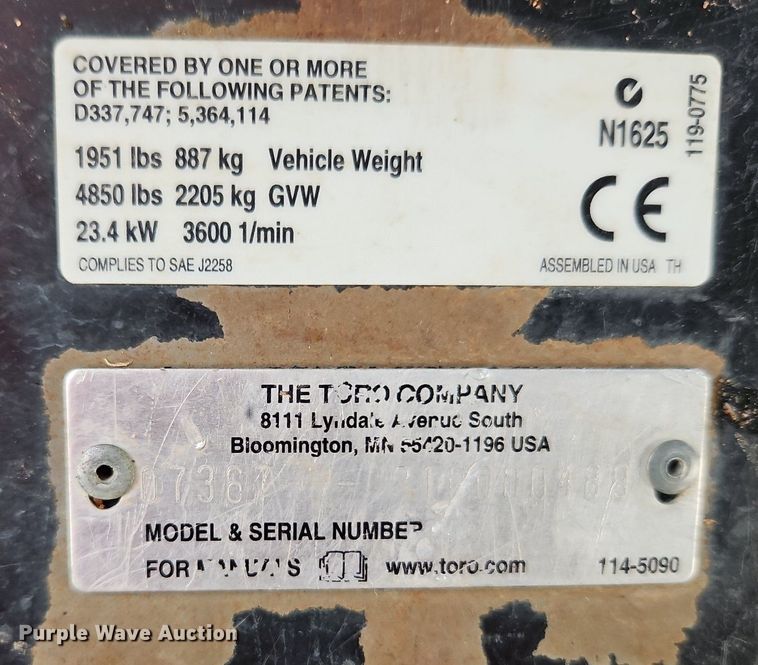 COVERED BY ONE OR MORE
OF THE FOLLOWING PATENTS:
D337,747; 5,364,114
1951 lbs 887 kg Vehicle Weight
4850 lbs 2205 kg GVW
23.4 kW 3600 1/min
COMPLIES TO SAE J2258
N1625
119-0775
CE
ASSEMBLED IN USA TH
THE TORO COMPANY
8111 Lyndale Avenue South
Bloomington, MN 55420-1196 USA
MODEL & SERIAL NUMBER
FOR MANUALS www.toro.com
114-5090
Purple Wave Auction